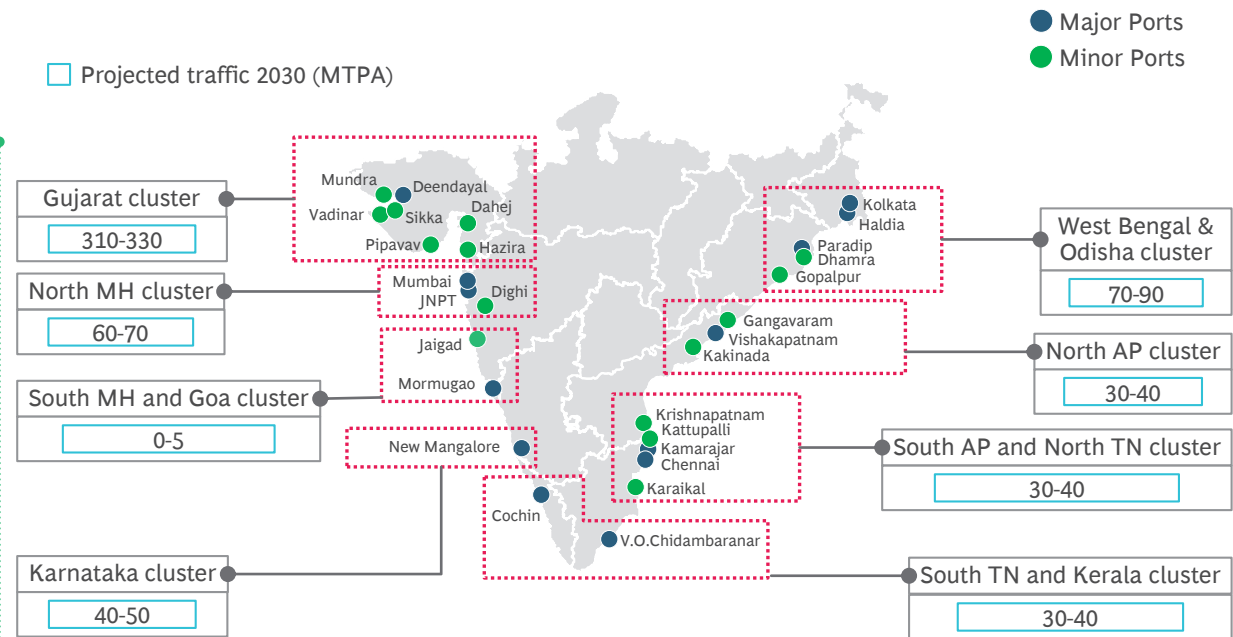 Major Ports
Minor Ports
Projected traffic 2030 (MTPA)
Gujarat cluster
310-330
North MH cluster
60-70
South MH and Goa cluster
0-5
Karnataka cluster
40-50
Mundra
Deendayal
Vadinar
Sikka
Dahej
Pipavav
Hazira
Mumbai
JNPT
Dighi
Jaigad
Mormugao
New Mangalore
Cochin
V.O.Chidambaranar
Kolkata
Haldia
Paradip
Dhamra
Gopalpur
Gangavaram
Vishakapatnam
Kakinada
Krishnapatnam
Kattupalli
Kamarajar
Chennai
Karaikal
West Bengal &
Odisha cluster
70-90
North AP cluster
30-40
South AP and North TN cluster
30-40
South TN and Kerala cluster
30-40